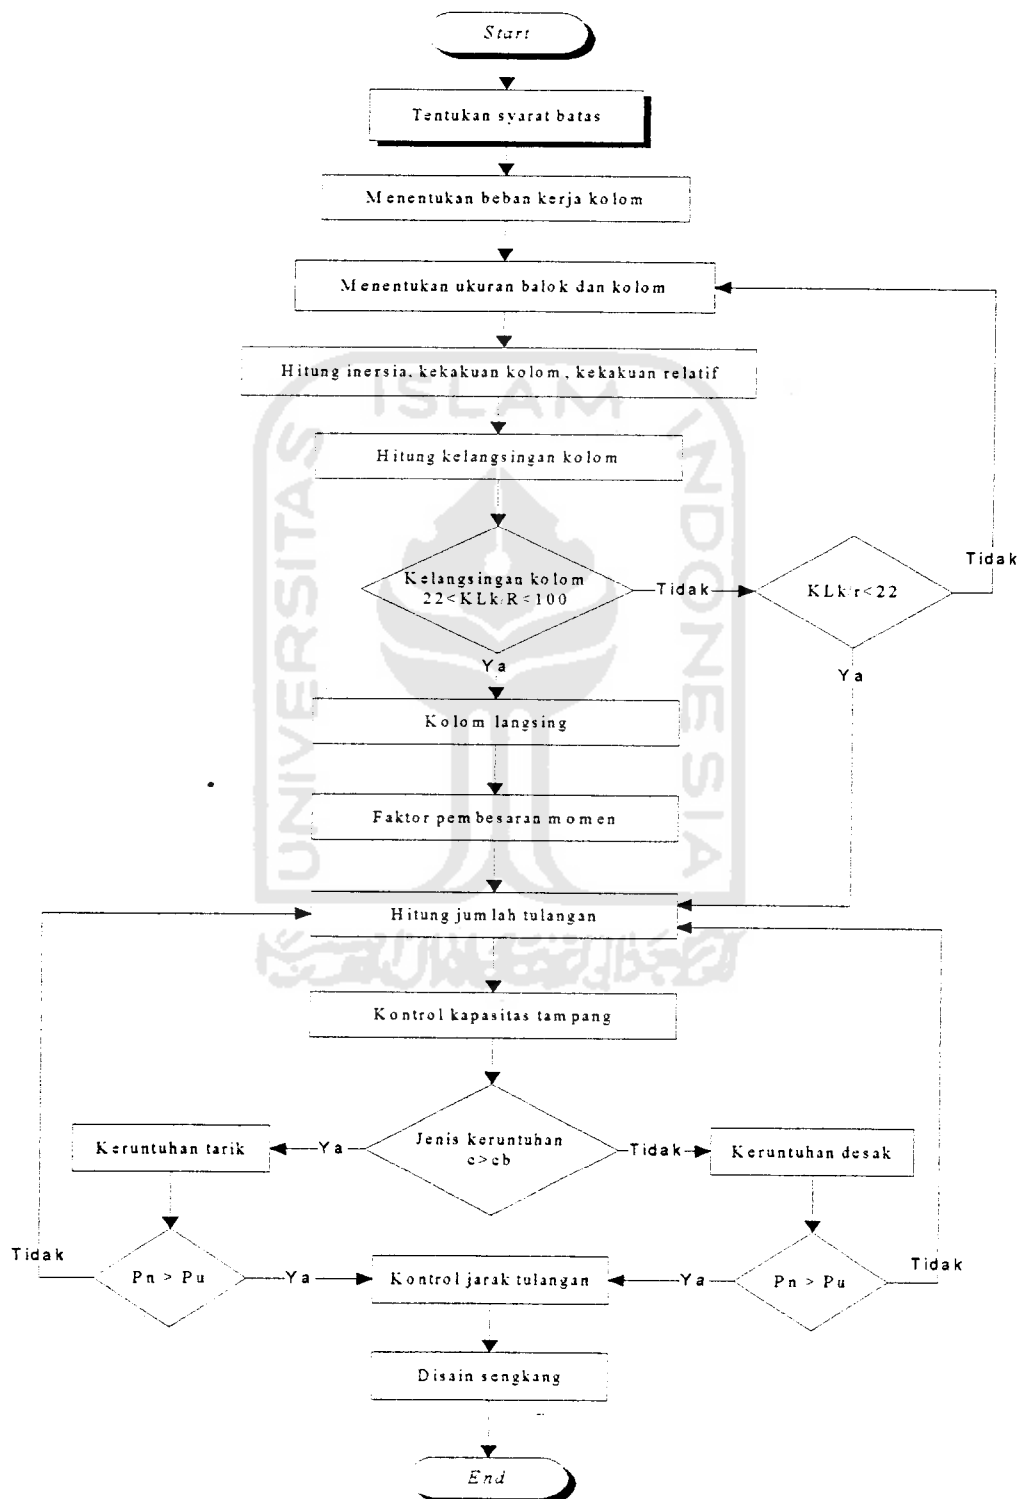 Start
Tentukan syarat batas
Menentukan beban kerja kolom
Menentukan ukuran balok dan kolom
Hitung inersia, kekakuan kolom, kekakuan relatif
Hitung kelangsingan kolom
Kelangsingan kolom
22<KLk/R<100
Tidak
KLk/r<22
Tidak
Ya
Ya
Kolom langsing
Faktor pembesaran momen
Hitung jumlah tulangan
Kontrol kapasitas tampang
Jenis keruntuhan
c>cb
Ya
Tidak
Keruntuhan tarik
Keruntuhan desak
Tidak
Pn > Pu
Ya
Kontrol jarak tulangan
Ya
Pn > Pu
Tidak
Disain sengkang
End
UNIVERSITAS
ISLAM
INDONESIA